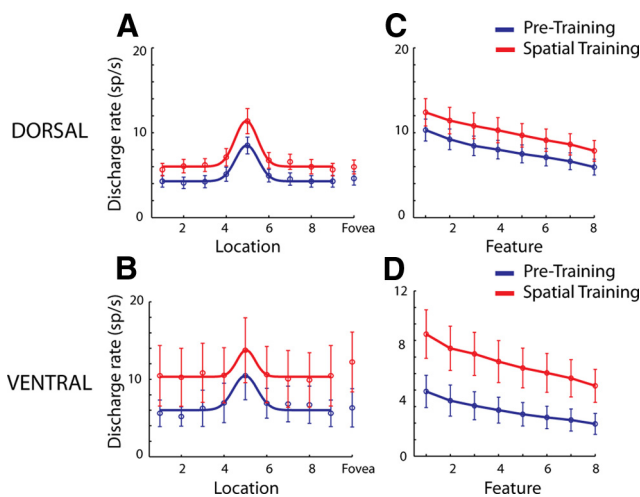 A
C
Pre-Training
Spatial Training
DORSAL
Discharge rate (sp/s)
20
10
0
2 4 6 8 Fovea
Location
20
10
0
2 4 6 8
Feature
B
D
Pre-Training
Spatial Training
VENTRAL
Discharge rate (sp/s)
20
10
0
2 4 6 8 Fovea
Location
12
8
4
0
2 4 6 8
Feature